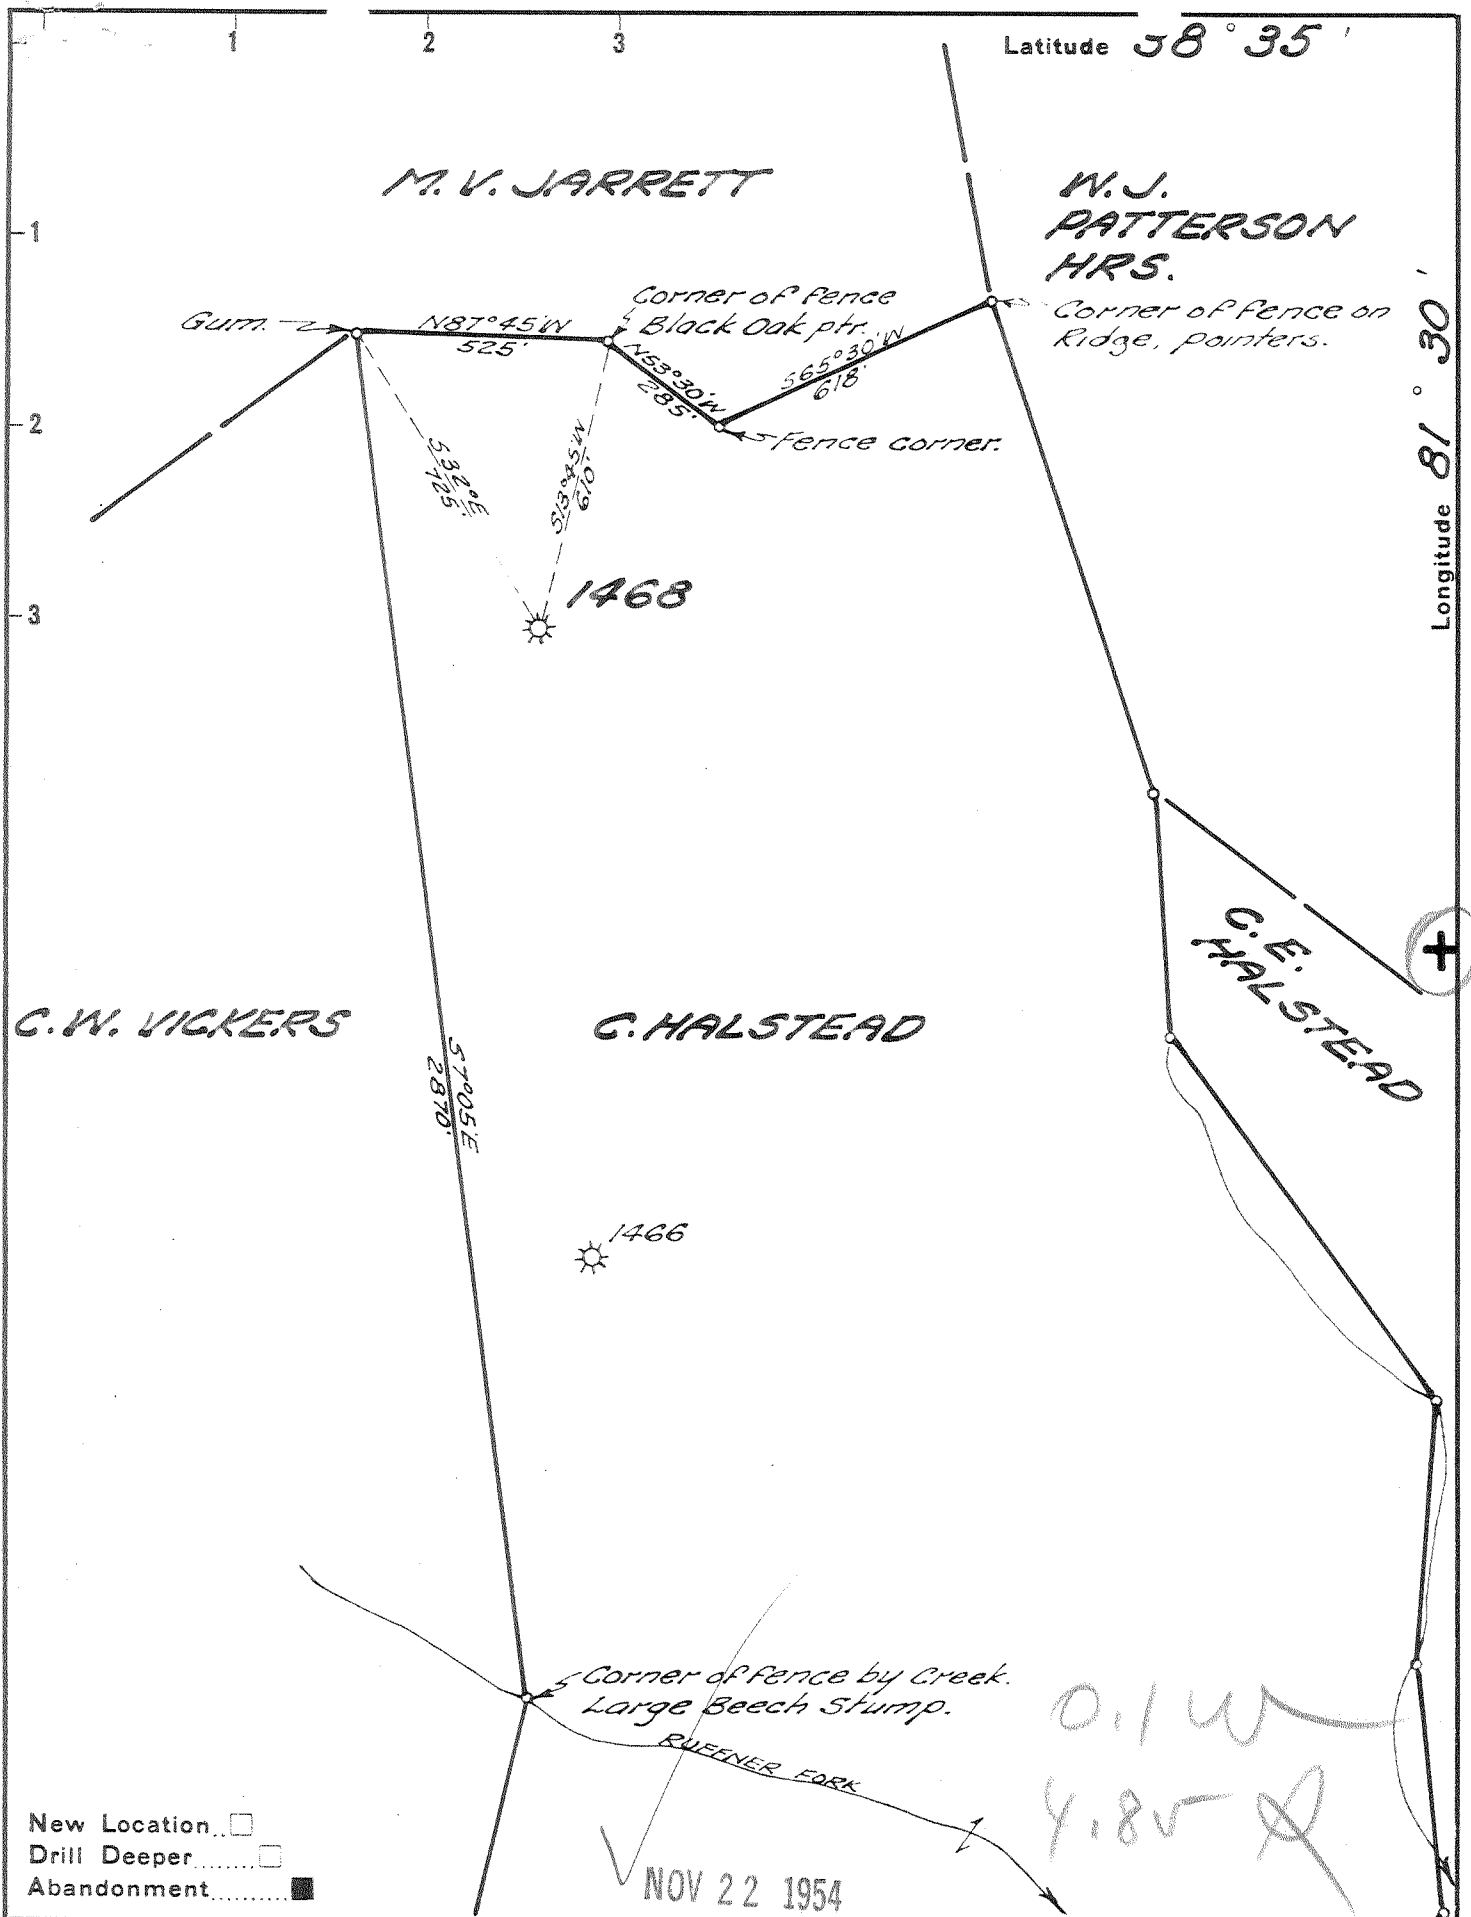 1
2
3
Latitude 38° 35'
M. V. JARRETT
W. J.
PATTERSON
HRS.
1
Corner of Fence
Black Oak ptr.
Corner of Fence on
Ridge, pointers.
Gum.
N87°45'W
525'
N53°30'W
285'
S65°30'W
618'
Fence corner.
2
S32°E
725'
S13°45'W
610'
Longitude 81° 30'
1468
3
C. E.
HALSTEAD
C. W. VICKERS
C. HALSTEAD
S7°05'E
2870'
1466
Corner of Fence by Creek.
Large Beech Stump.
RUFFNER FORK
0.1 W
4.85
New Location..
Drill Deeper........
Abandonment..........
NOV 22 1954